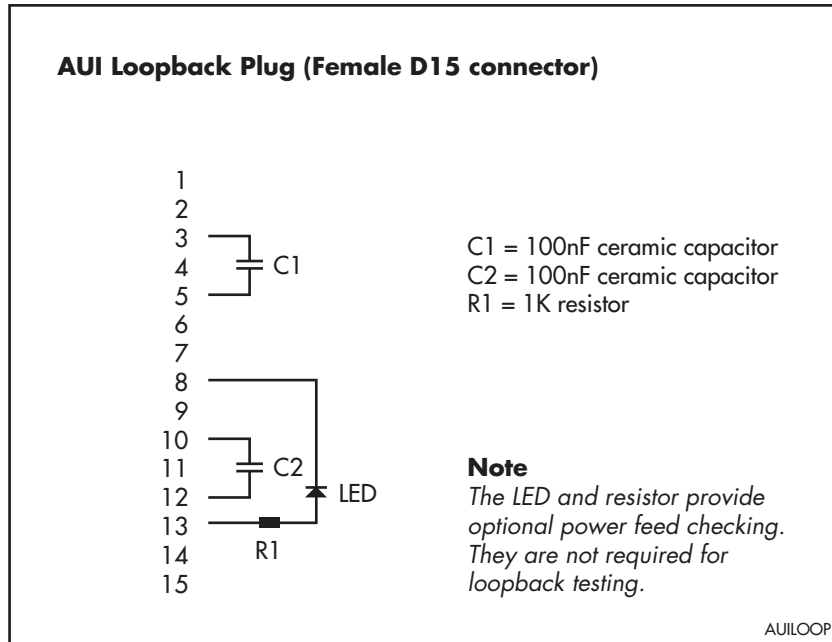 AUI Loopback Plug (Female D15 connector)
1
2
3
4
5
6
7
8
9
10
11
12
13
14
15
C1
C2
LED
R1
C1 = 100nF ceramic capacitor
C2 = 100nF ceramic capacitor
R1 = 1K resistor
Note
The LED and resistor provide
optional power feed checking.
They are not required for
loopback testing.
AUILOOP